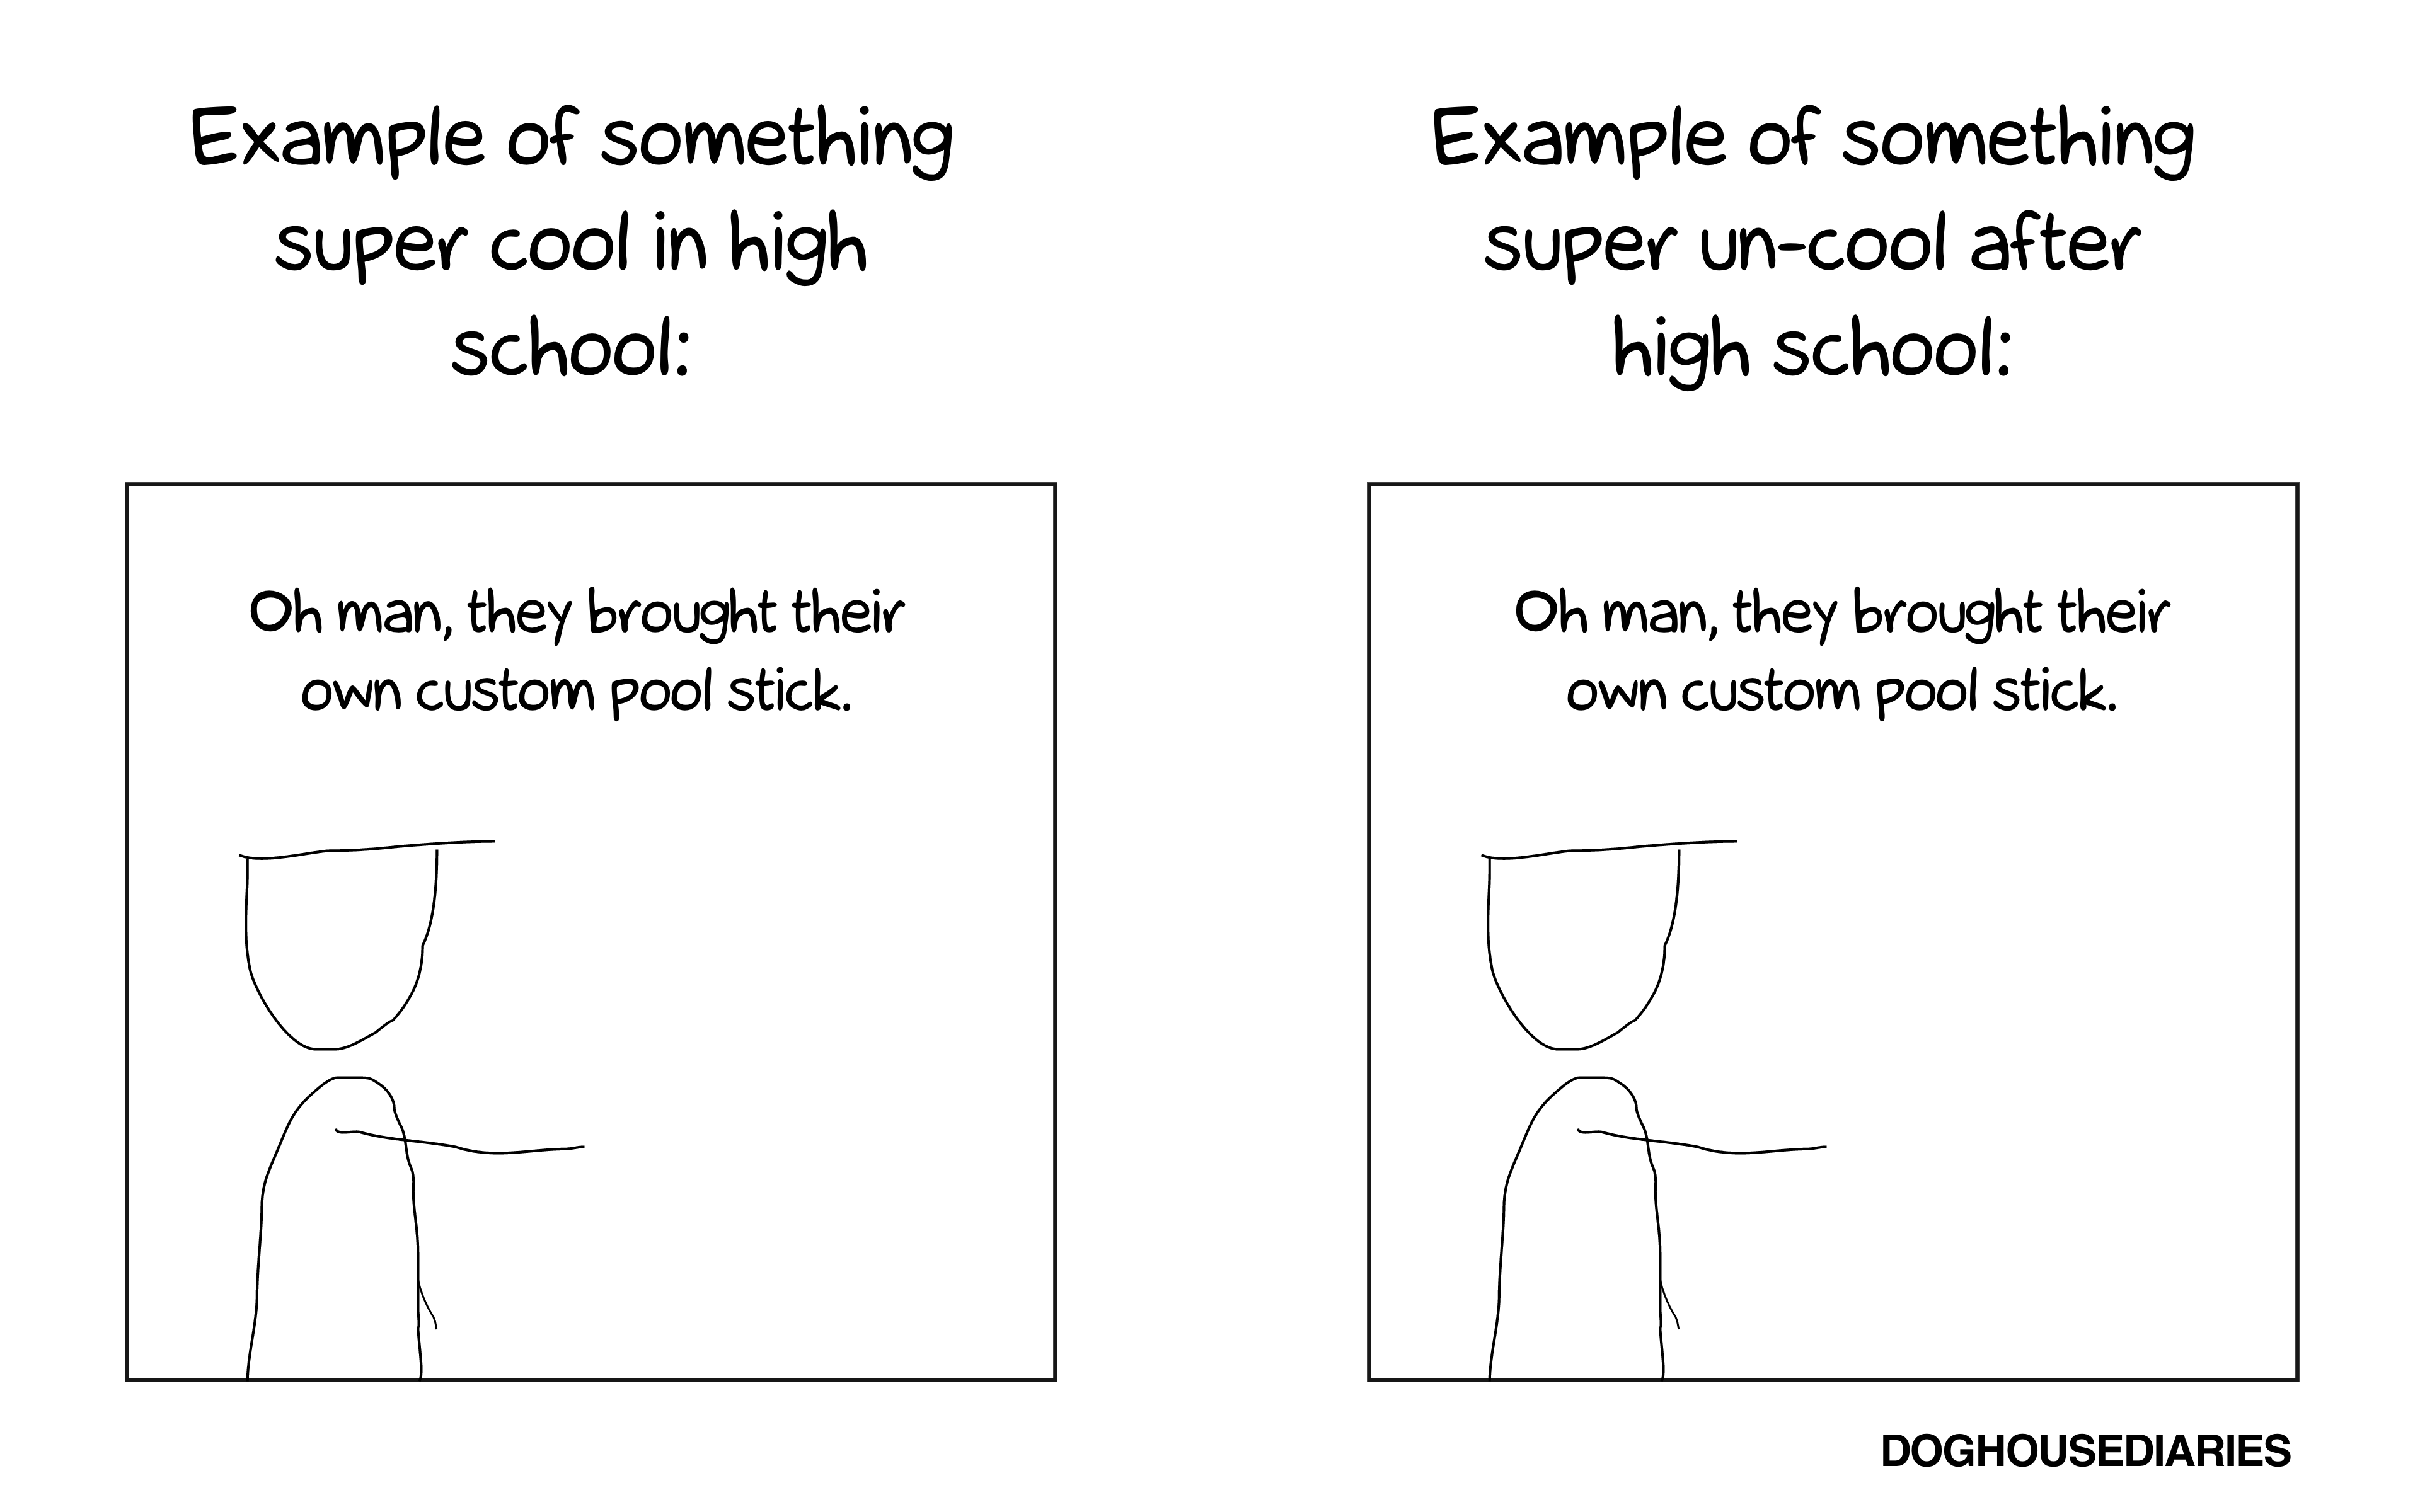 Example of something
super cool in high
school:
Oh man, they brought their
own custom pool stick.
Example of something
super un-cool after
high school:
Oh man, they brought their
own custom pool stick.
DOGHOUSEDIARIES